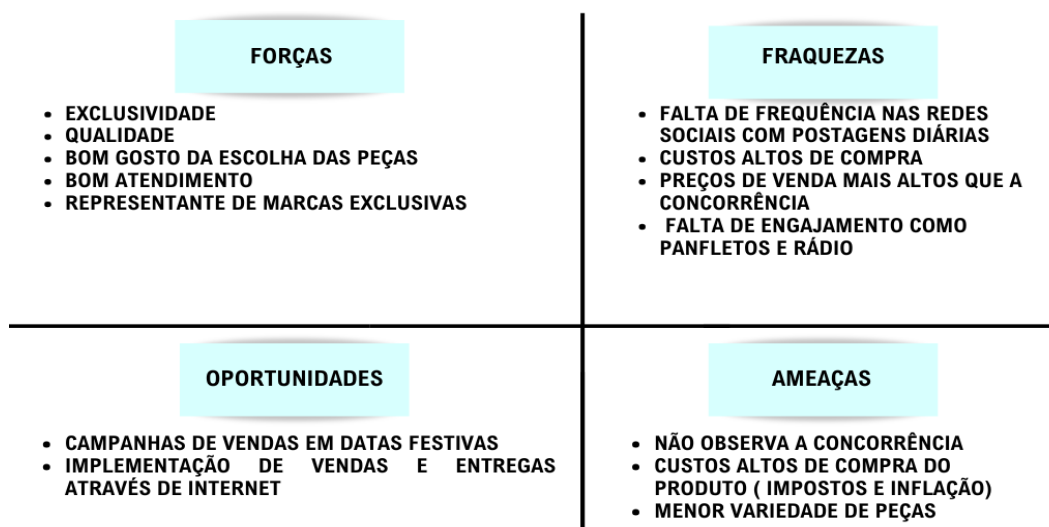 FORÇAS
• EXCLUSIVIDADE
• QUALIDADE
• BOM GOSTO DA ESCOLHA DAS PEÇAS
• BOM ATENDIMENTO
• REPRESENTANTE DE MARCAS EXCLUSIVAS
FRAQUEZAS
• FALTA DE FREQUÊNCIA NAS REDES
SOCIAIS COM POSTAGENS DIÁRIAS
• CUSTOS ALTOS DE COMPRA
• PREÇOS DE VENDA MAIS ALTOS QUE A
CONCORRÊNCIA
• FALTA DE ENGAJAMENTO COMO
PANFLETOS E RÁDIO
OPORTUNIDADES
• CAMPANHAS DE VENDAS EM DATAS FESTIVAS
• IMPLEMENTAÇÃO DE VENDAS E ENTREGAS
ATRAVÉS DE INTERNET
AMEAÇAS
• NÃO OBSERVA A CONCORRÊNCIA
• CUSTOS ALTOS DE COMPRA DO
PRODUTO ( IMPOSTOS E INFLAÇÃO)
• MENOR VARIEDADE DE PEÇAS